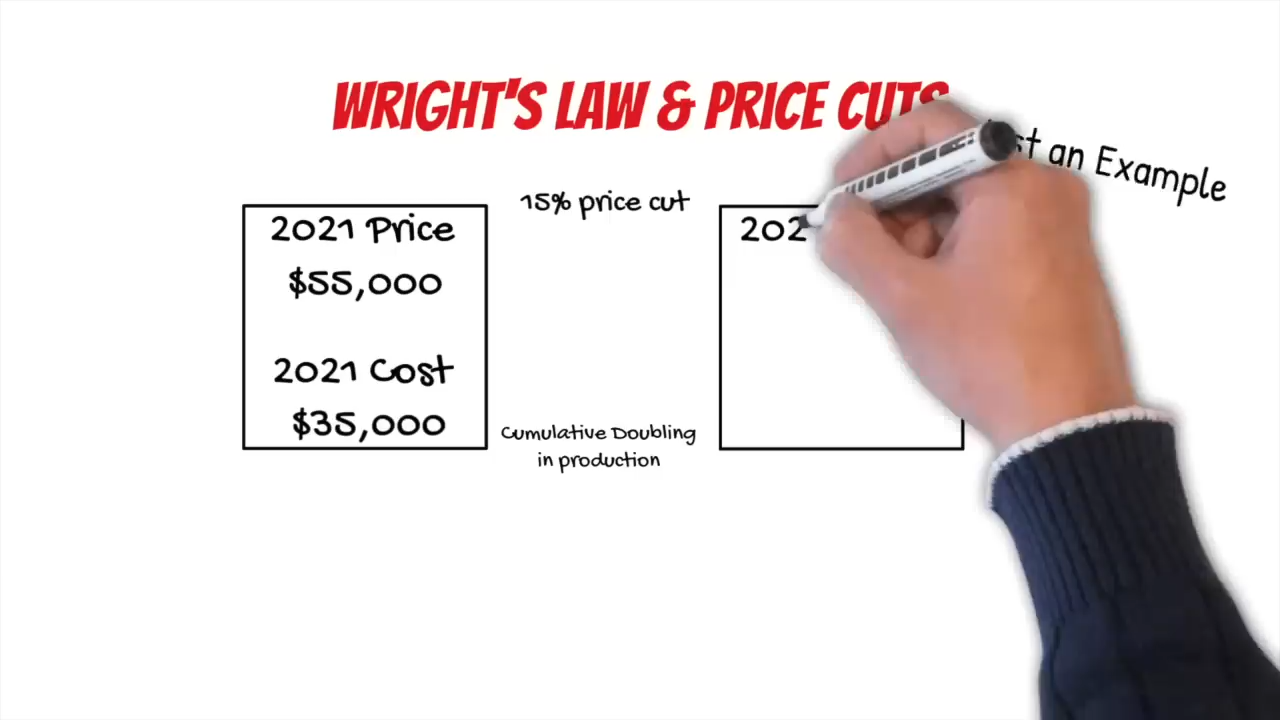 WRIGHT'S LAW & PRICE CUTS
an Example
15% price cut
2021 Price
$55,000
2021 Cost
$35,000
Cumulative Doubling
in production
202